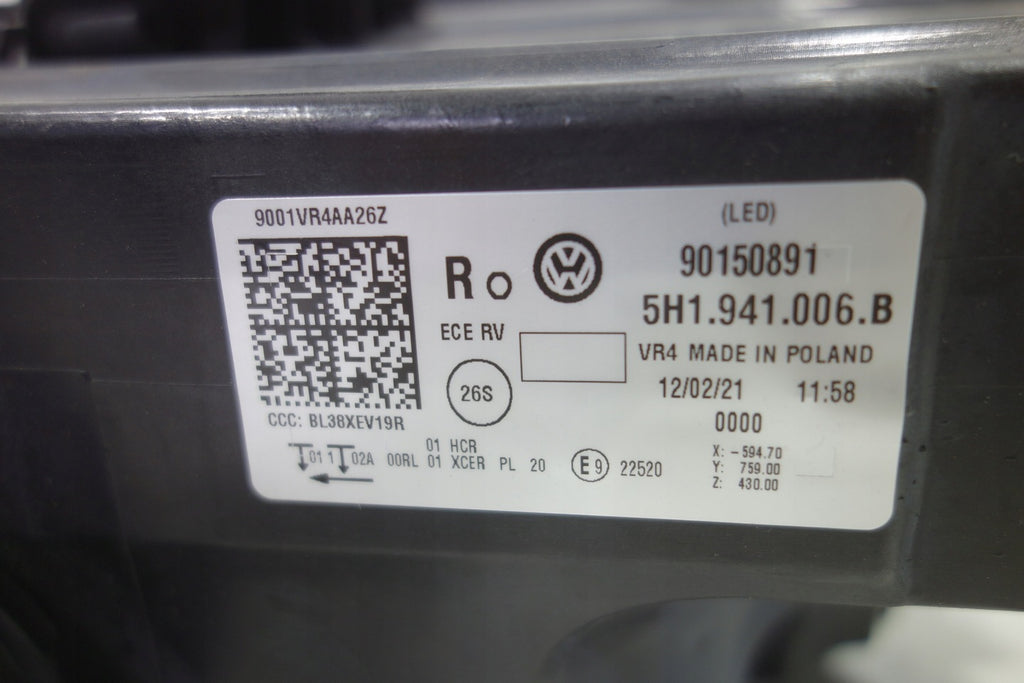 9001VR4AA26Z
CCC: BL38XEV19R
R
ECE RV
26S
(LED)
90150891
5H1.941.006.B
VR4 MADE IN POLAND
12/02/21 11:58
0000
X: -594.70
Y: 759.00
Z: 430.00
01 HCR
01 1 02A 00RL 01 XCER PL 20 E9 22520